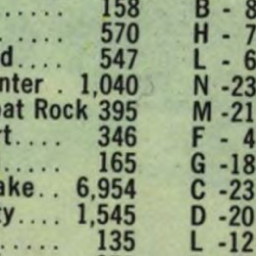 ..... 158 B - 8
..... 570 H - 7
d.... 547 L - 6
nter . 1,040 N -23
oat Rock 395 M -21
rt.... 346 F - 4
..... 165 G -18
ake.. 6,954 C -23
ty.... 1,545 D -20
..... 135 L -12